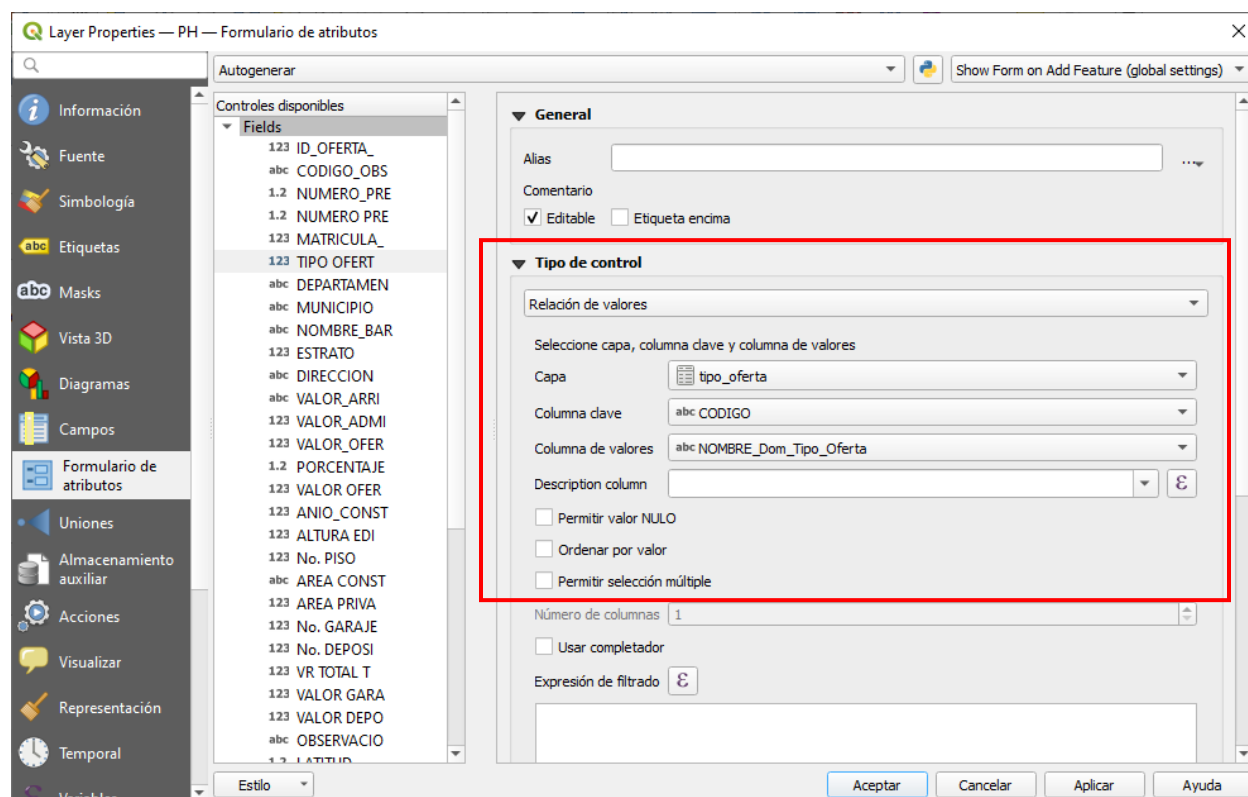 Layer Properties — PH — Formulario de atributos
Autogenerar
Show Form on Add Feature (global settings)
Información
Fuente
Simbología
abc Etiquetas
abc Masks
Vista 3D
Diagramas
Campos
Formulario de
atributos
Uniones
Almacenamiento
auxiliar
Acciones
Visualizar
Representación
Temporal
Variables
Controles disponibles
Fields
123 ID_OFERTA_
abc CODIGO_OBS
1.2 NUMERO_PRE
1.2 NUMERO PRE
123 MATRICULA_
123 TIPO OFERT
abc DEPARTAMEN
abc MUNICIPIO
abc NOMBRE_BAR
123 ESTRATO
abc DIRECCION
abc VALOR_ARRI
123 VALOR_ADMI
123 VALOR_OFER
1.2 PORCENTAJE
123 VALOR OFER
123 ANIO_CONST
123 ALTURA EDI
123 No. PISO
abc AREA CONST
123 AREA PRIVA
123 No. GARAJE
123 No. DEPOSI
123 VR TOTAL T
123 VALOR GARA
123 VALOR DEPO
abc OBSERVACIO
1.2 LATITUD
General
Alias
...
Comentario
Editable Etiqueta encima
Tipo de control
Relación de valores
Seleccione capa, columna clave y columna de valores
Capa tipo_oferta
Columna clave abc CODIGO
Columna de valores abc NOMBRE_Dom_Tipo_Oferta
Description column ε
Permitir valor NULO
Ordenar por valor
Permitir selección múltiple
Número de columnas 1
Usar completador
Expresión de filtrado ε
Estilo
Aceptar Cancelar Aplicar Ayuda